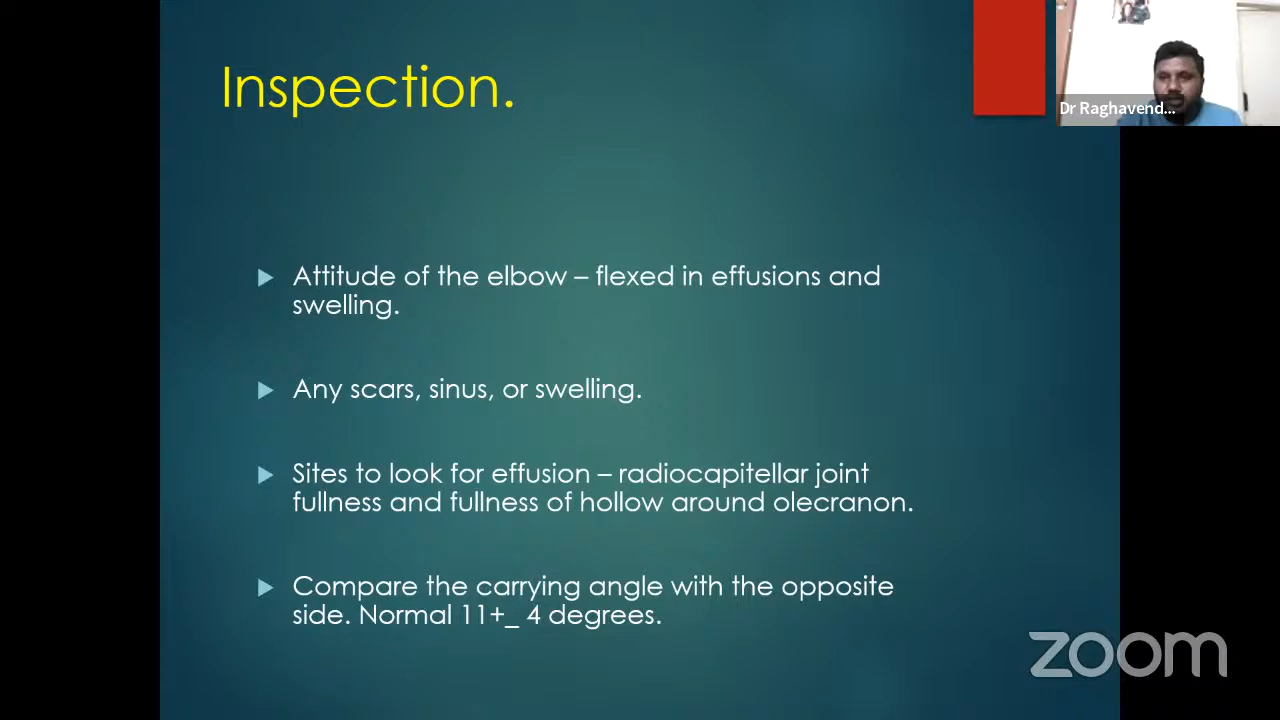 Inspection.
Dr Raghavend...
Attitude of the elbow – flexed in effusions and
swelling.
Any scars, sinus, or swelling.
Sites to look for effusion – radiocapitellar joint
fullness and fullness of hollow around olecranon.
Compare the carrying angle with the opposite
side. Normal 11+_ 4 degrees.
zoom